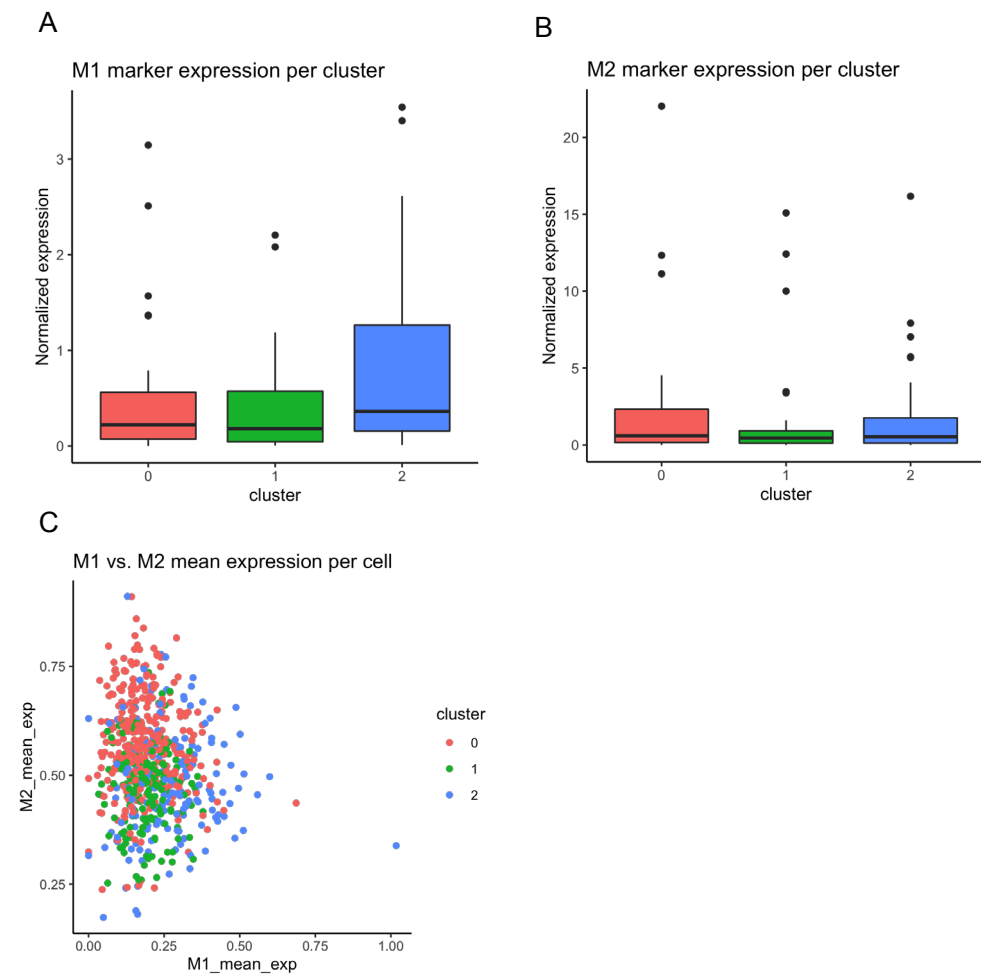 A
B
M1 marker expression per cluster
M2 marker expression per cluster
Normalized expression
3
2
1
0
0
1
2
cluster
Normalized expression
20
15
10
5
0
0
1
2
cluster
C
M1 vs. M2 mean expression per cell
M2_mean_exp
0.75
0.50
0.25
0.00
0.25
0.50
0.75
1.00
M1_mean_exp
cluster
0
1
2